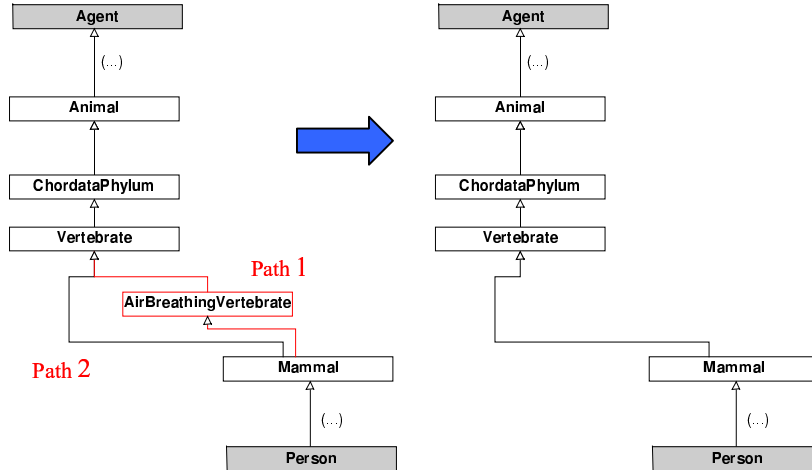 Agent
(...)
Animal
ChordataPhylum
Vertebrate
Path 1
AirBreathingVertebrate
Path 2
Mammal
(...)
Person
Agent
(...)
Animal
ChordataPhylum
Vertebrate
Mammal
(...)
Person